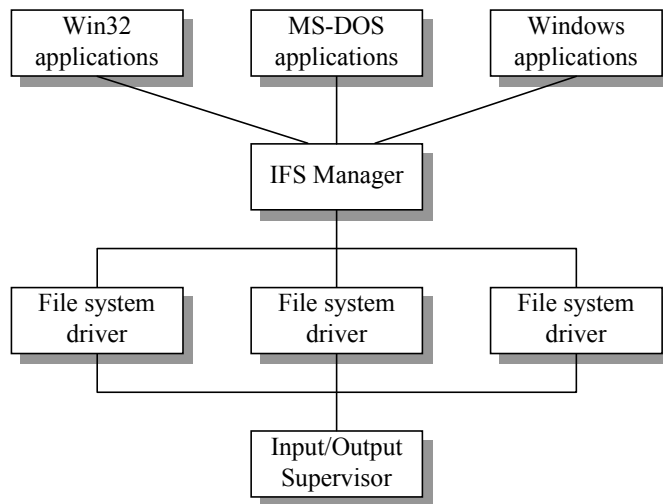 Win32
applications
MS-DOS
applications
Windows
applications
IFS Manager
File system
driver
File system
driver
File system
driver
Input/Output
Supervisor